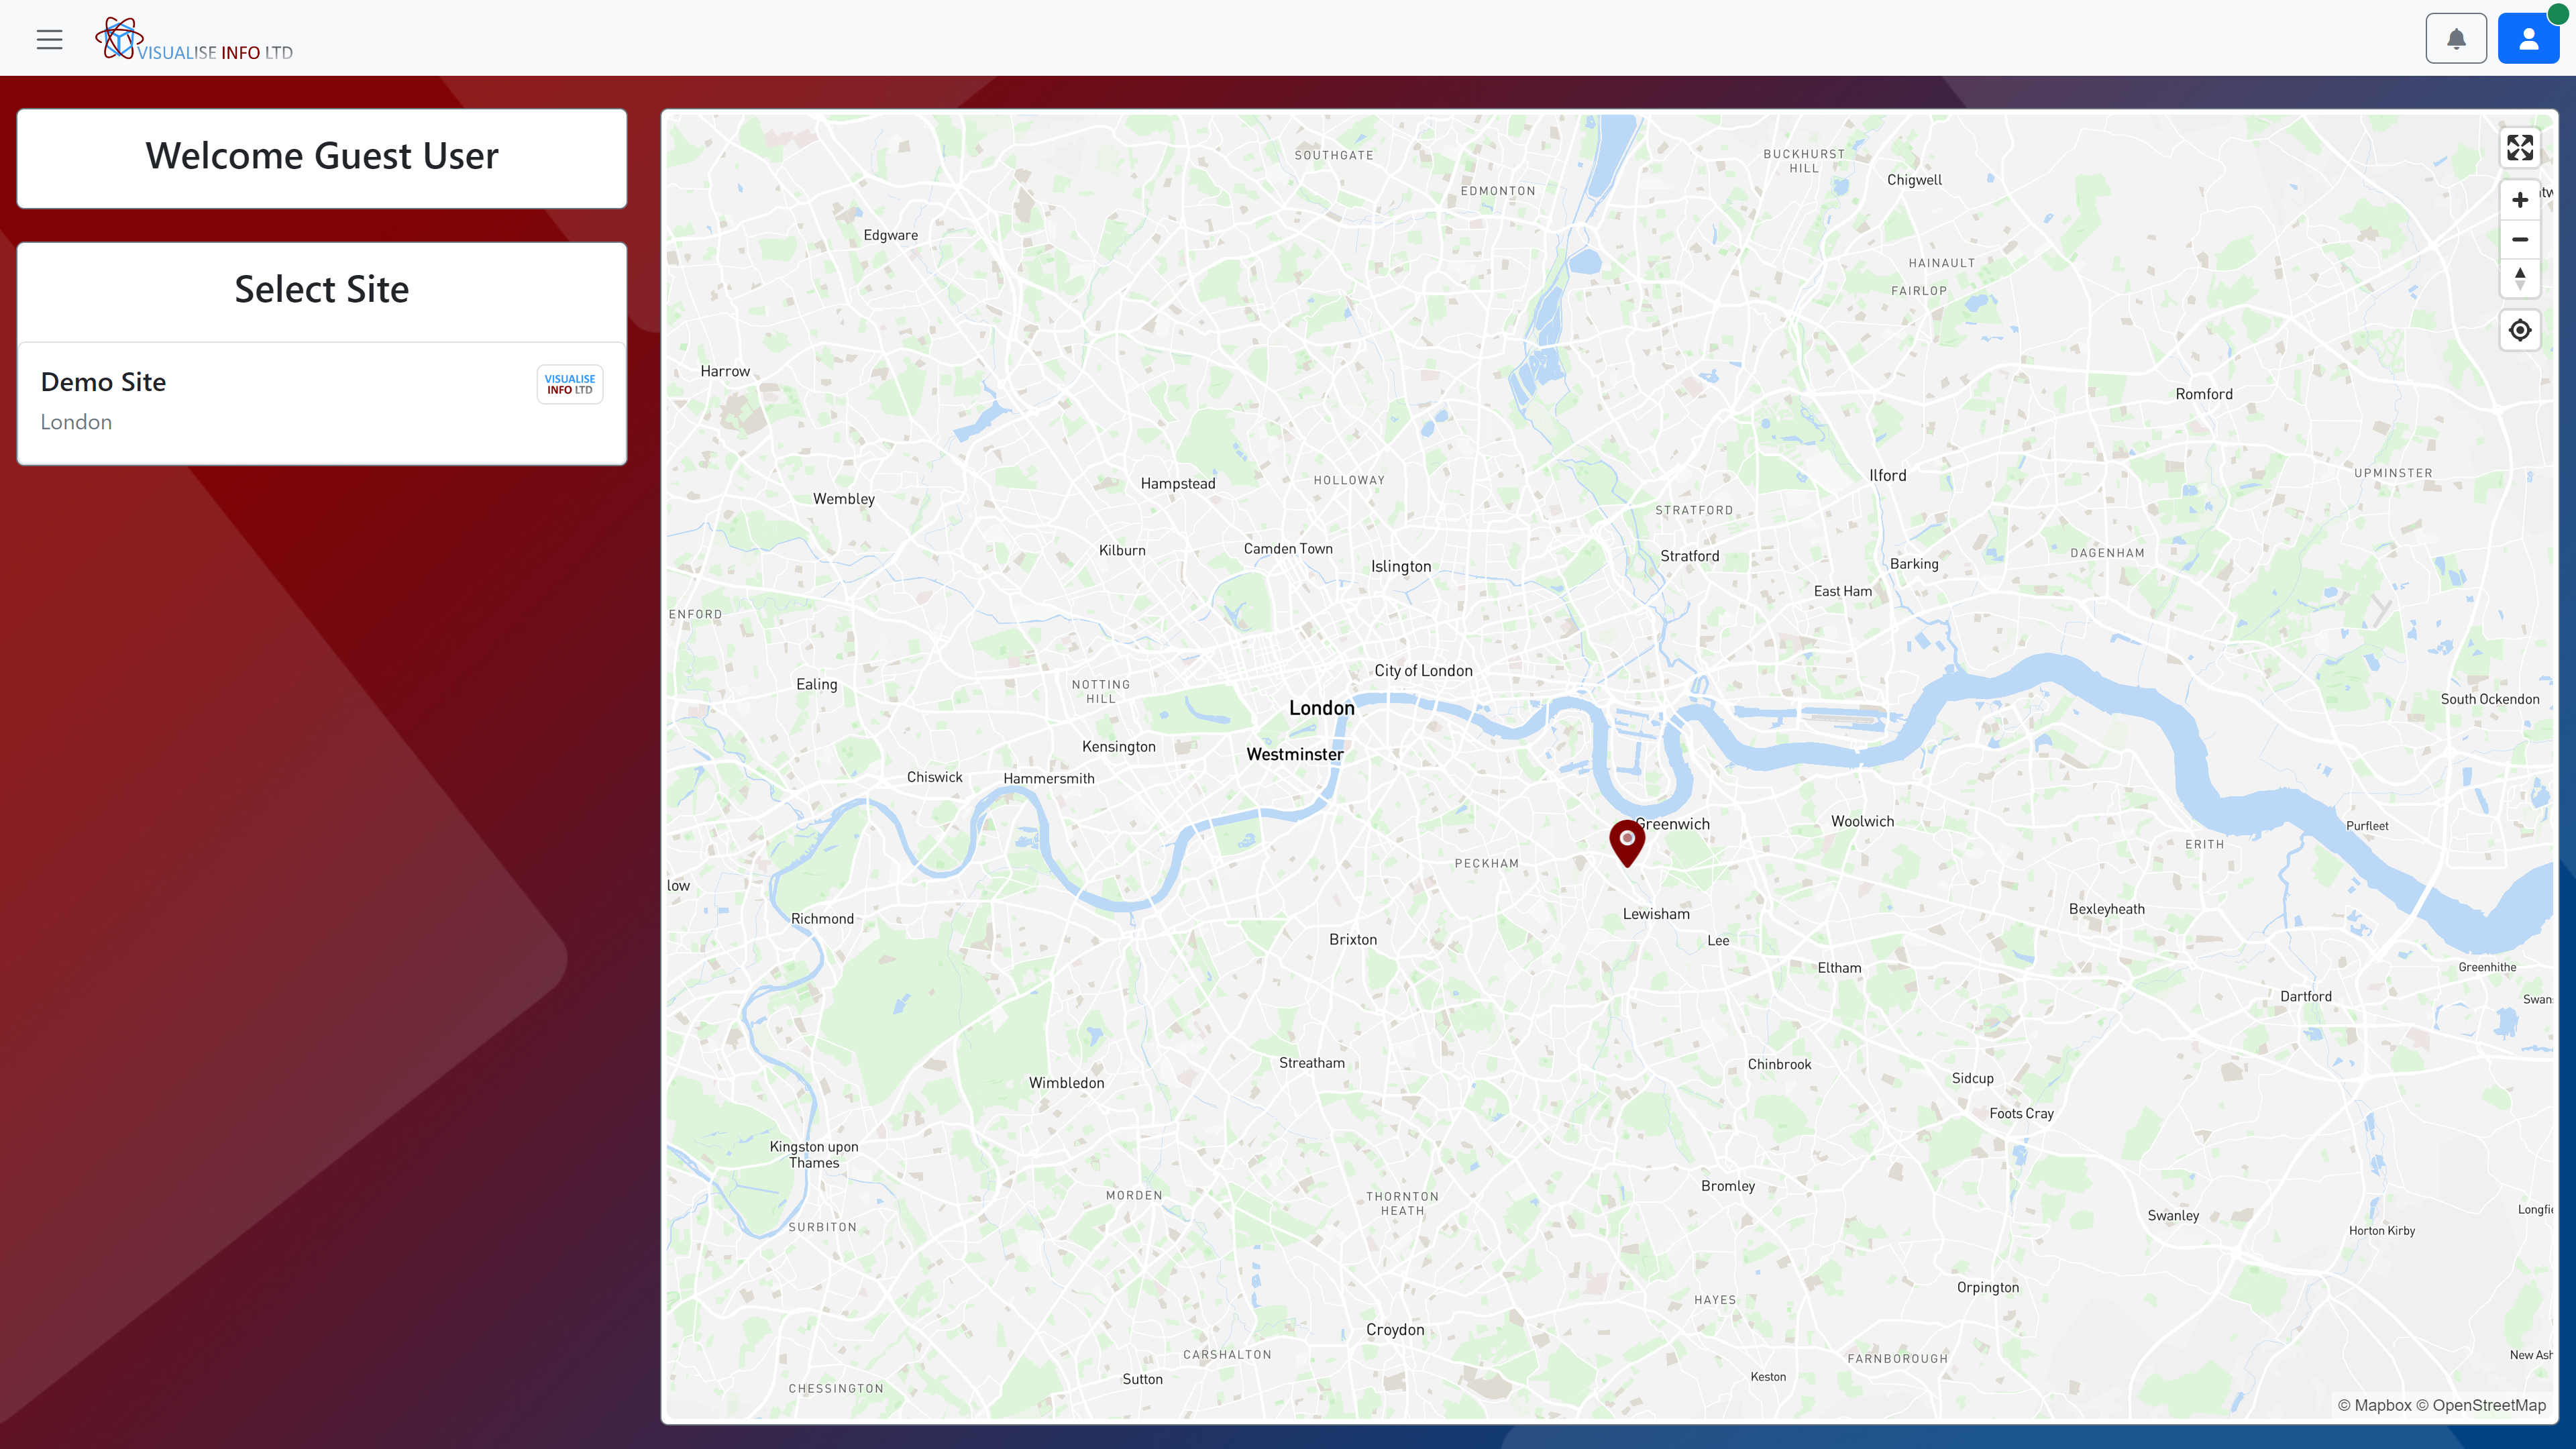 VISUALISE INFO LTD
Welcome Guest User
Select Site
Demo Site
London
VISUALISE
INFO LTD
SOUTHGATE
BUCKHURST
HILL
Chigwell
EDMONTON
Edgware
HAINAULT
FAIRLOP
Harrow
Romford
UPMINSTER
Ilford
HOLLOWAY
Hampstead
Wembley
STRATFORD
Kilburn
Camden Town
Islington
Stratford
DAGENHAM
Barking
East Ham
ENFORD
City of London
Ealing
NOTTING
HILL
South Ockendon
London
Kensington
Westminster
Chiswick
Hammersmith
Greenwich
Woolwich
Purfleet
ERITH
PECKHAM
low
Richmond
Lewisham
Bexleyheath
Brixton
Lee
Eltham
Greenhithe
Dartford
Swans
Streatham
Chinbrook
Wimbledon
Sidcup
Foots Cray
Kingston upon
Thames
Bromley
MORDEN
THORNTON
HEATH
Swanley
Longfie
SURBITON
Horton Kirby
Orpington
HAYES
Croydon
CARSHALTON
FARNBOROUGH
New Ash
Sutton
Keston
CHESSINGTON
© Mapbox © OpenStreetMap